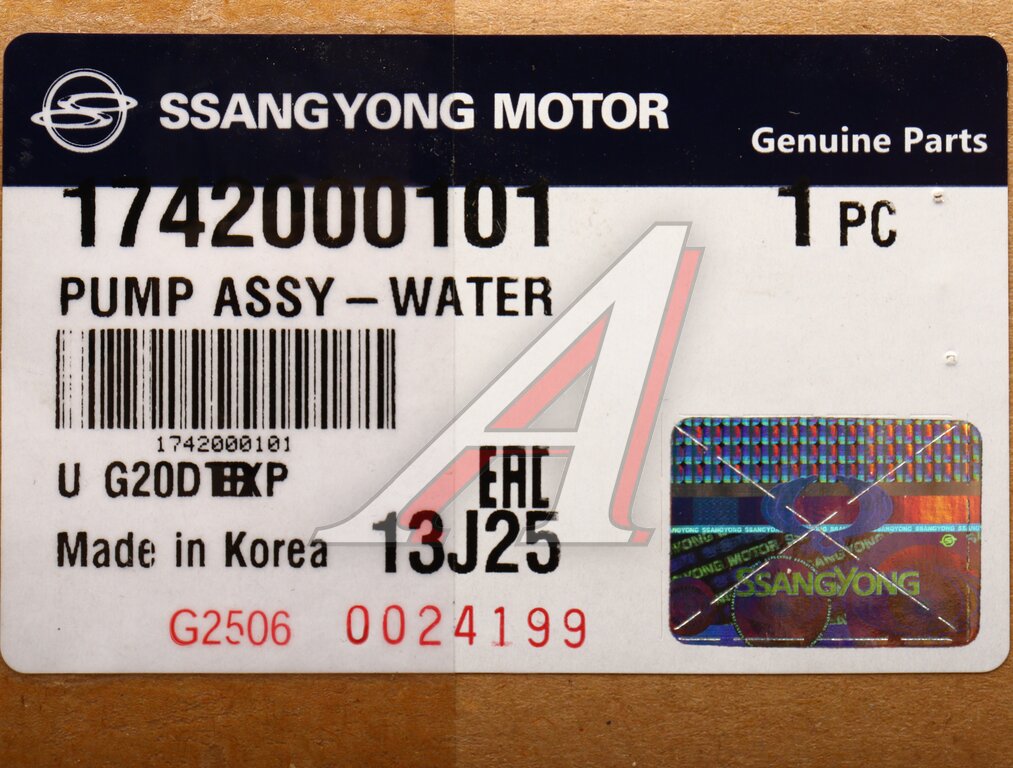 SSANGYONG MOTOR
Genuine Parts
1742000101 1 PC
PUMP ASSY – WATER
1742000101
U G20D
EAC
Made in Korea 13J25
G2506 0024199
SSANGYONG